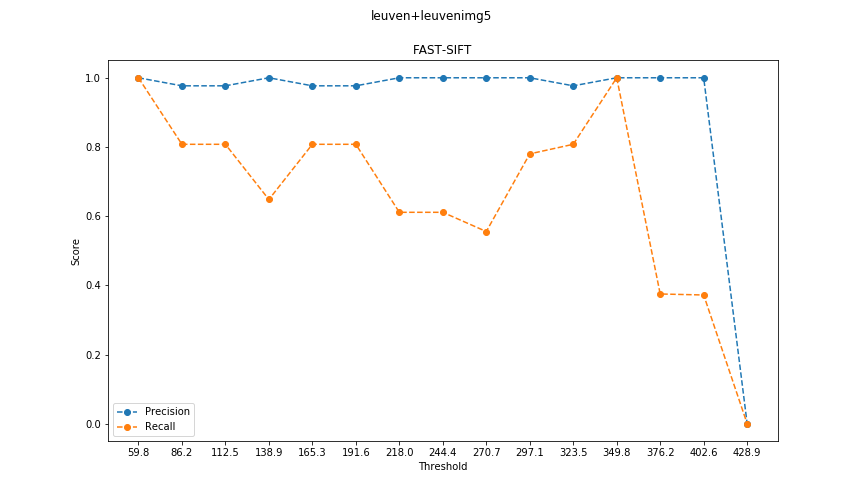 leuven+leuvenimg5
FAST-SIFT
1.0
0.8
0.6
0.4
0.2
0.0
Score
Precision
Recall
59.8 86.2 112.5 138.9 165.3 191.6 218.0 244.4 270.7 297.1 323.5 349.8 376.2 402.6 428.9
Threshold